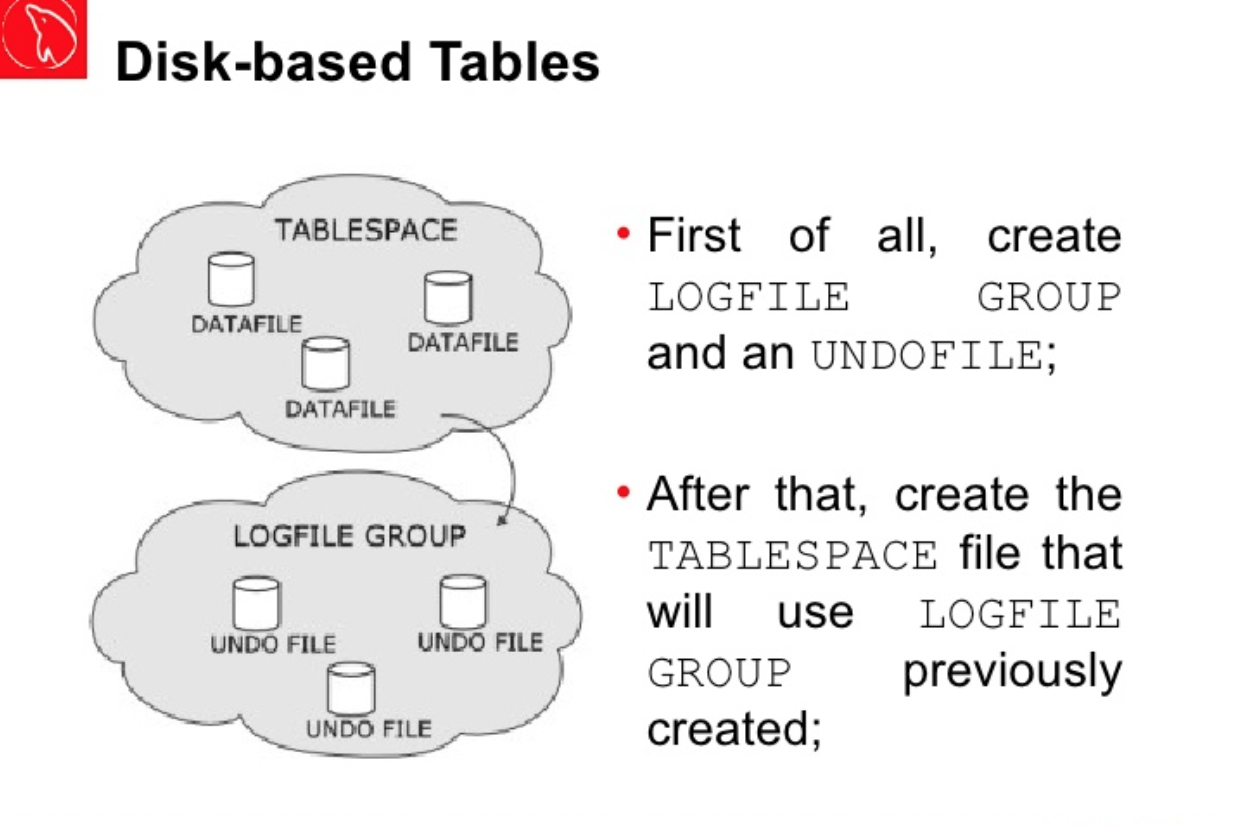 Disk-based Tables
TABLESPACE
DATAFILE
DATAFILE
DATAFILE
LOGFILE GROUP
UNDO FILE
UNDO FILE
UNDO FILE
• First of all, create
LOGFILE GROUP
and an UNDOFILE;
• After that, create the
TABLESPACE file that
will use LOGFILE
GROUP previously
created;